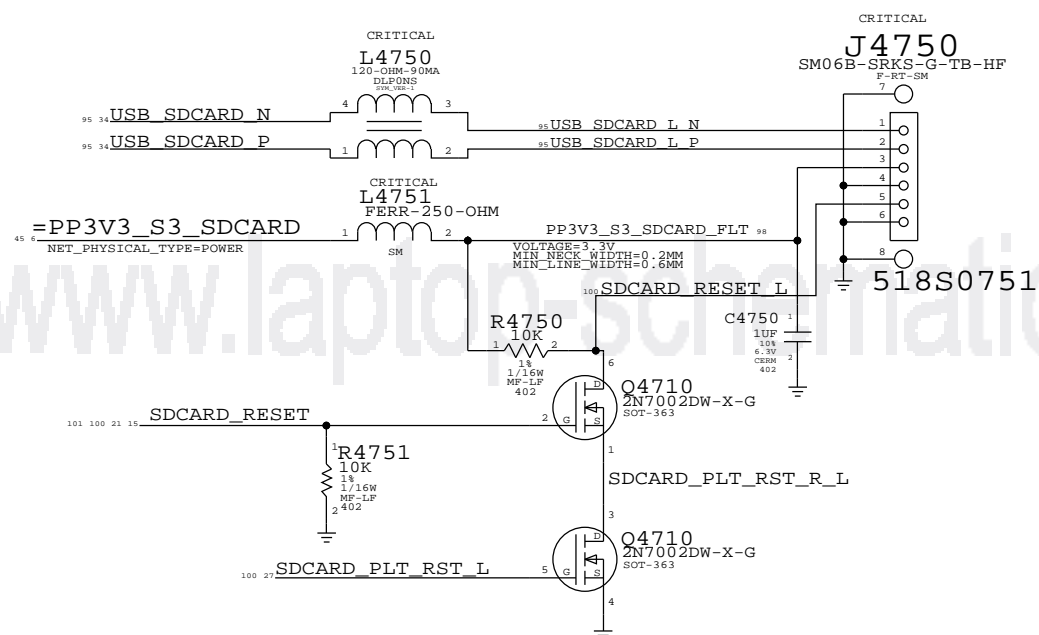 CRITICAL
J4750
SM06B-SRKS-G-TB-HF
F-RT-SM
7
CRITICAL
L4750
120-OHM-90MA
DLP0NS
SYM_VER-1
4 3
95 34 USB_SDCARD_N
95 USB_SDCARD_L_N
1
95 34 USB_SDCARD_P
1 2
95 USB_SDCARD_L_P
2
3
4
5
6
8
518S0751
CRITICAL
L4751
FERR-250-OHM
=PP3V3_S3_SDCARD
45 6
NET_PHYSICAL_TYPE=POWER
1 2
SM
PP3V3_S3_SDCARD_FLT 98
VOLTAGE=3.3V
MIN_NECK_WIDTH=0.2MM
MIN_LINE_WIDTH=0.6MM
www.laptop-schematic
100 SDCARD_RESET_L
R4750
10K
1 2
1%
1/16W
MF-LF
402
C4750
1
1UF
10%
6.3V
CERM
402
2
6
D
Q4710
2N7002DW-X-G
SOT-363
2 G S
1
101 100 21 15 SDCARD_RESET
1
R4751
10K
1%
1/16W
MF-LF
402
2
SDCARD_PLT_RST_R_L
3
D
Q4710
2N7002DW-X-G
SOT-363
5 G S
4
100 27 SDCARD_PLT_RST_L